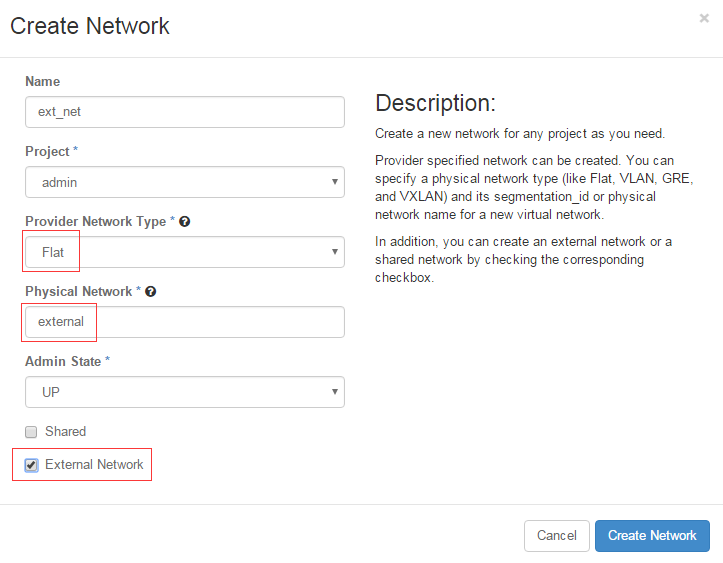 Create Network
×
Name
ext_net
Project *
admin
Provider Network Type *
Flat
Physical Network *
external
Admin State *
UP
Shared
External Network
Description:
Create a new network for any project as you need.
Provider specified network can be created. You can
specify a physical network type (like Flat, VLAN, GRE,
and VXLAN) and its segmentation_id or physical
network name for a new virtual network.
In addition, you can create an external network or a
shared network by checking the corresponding
checkbox.
Cancel
Create Network